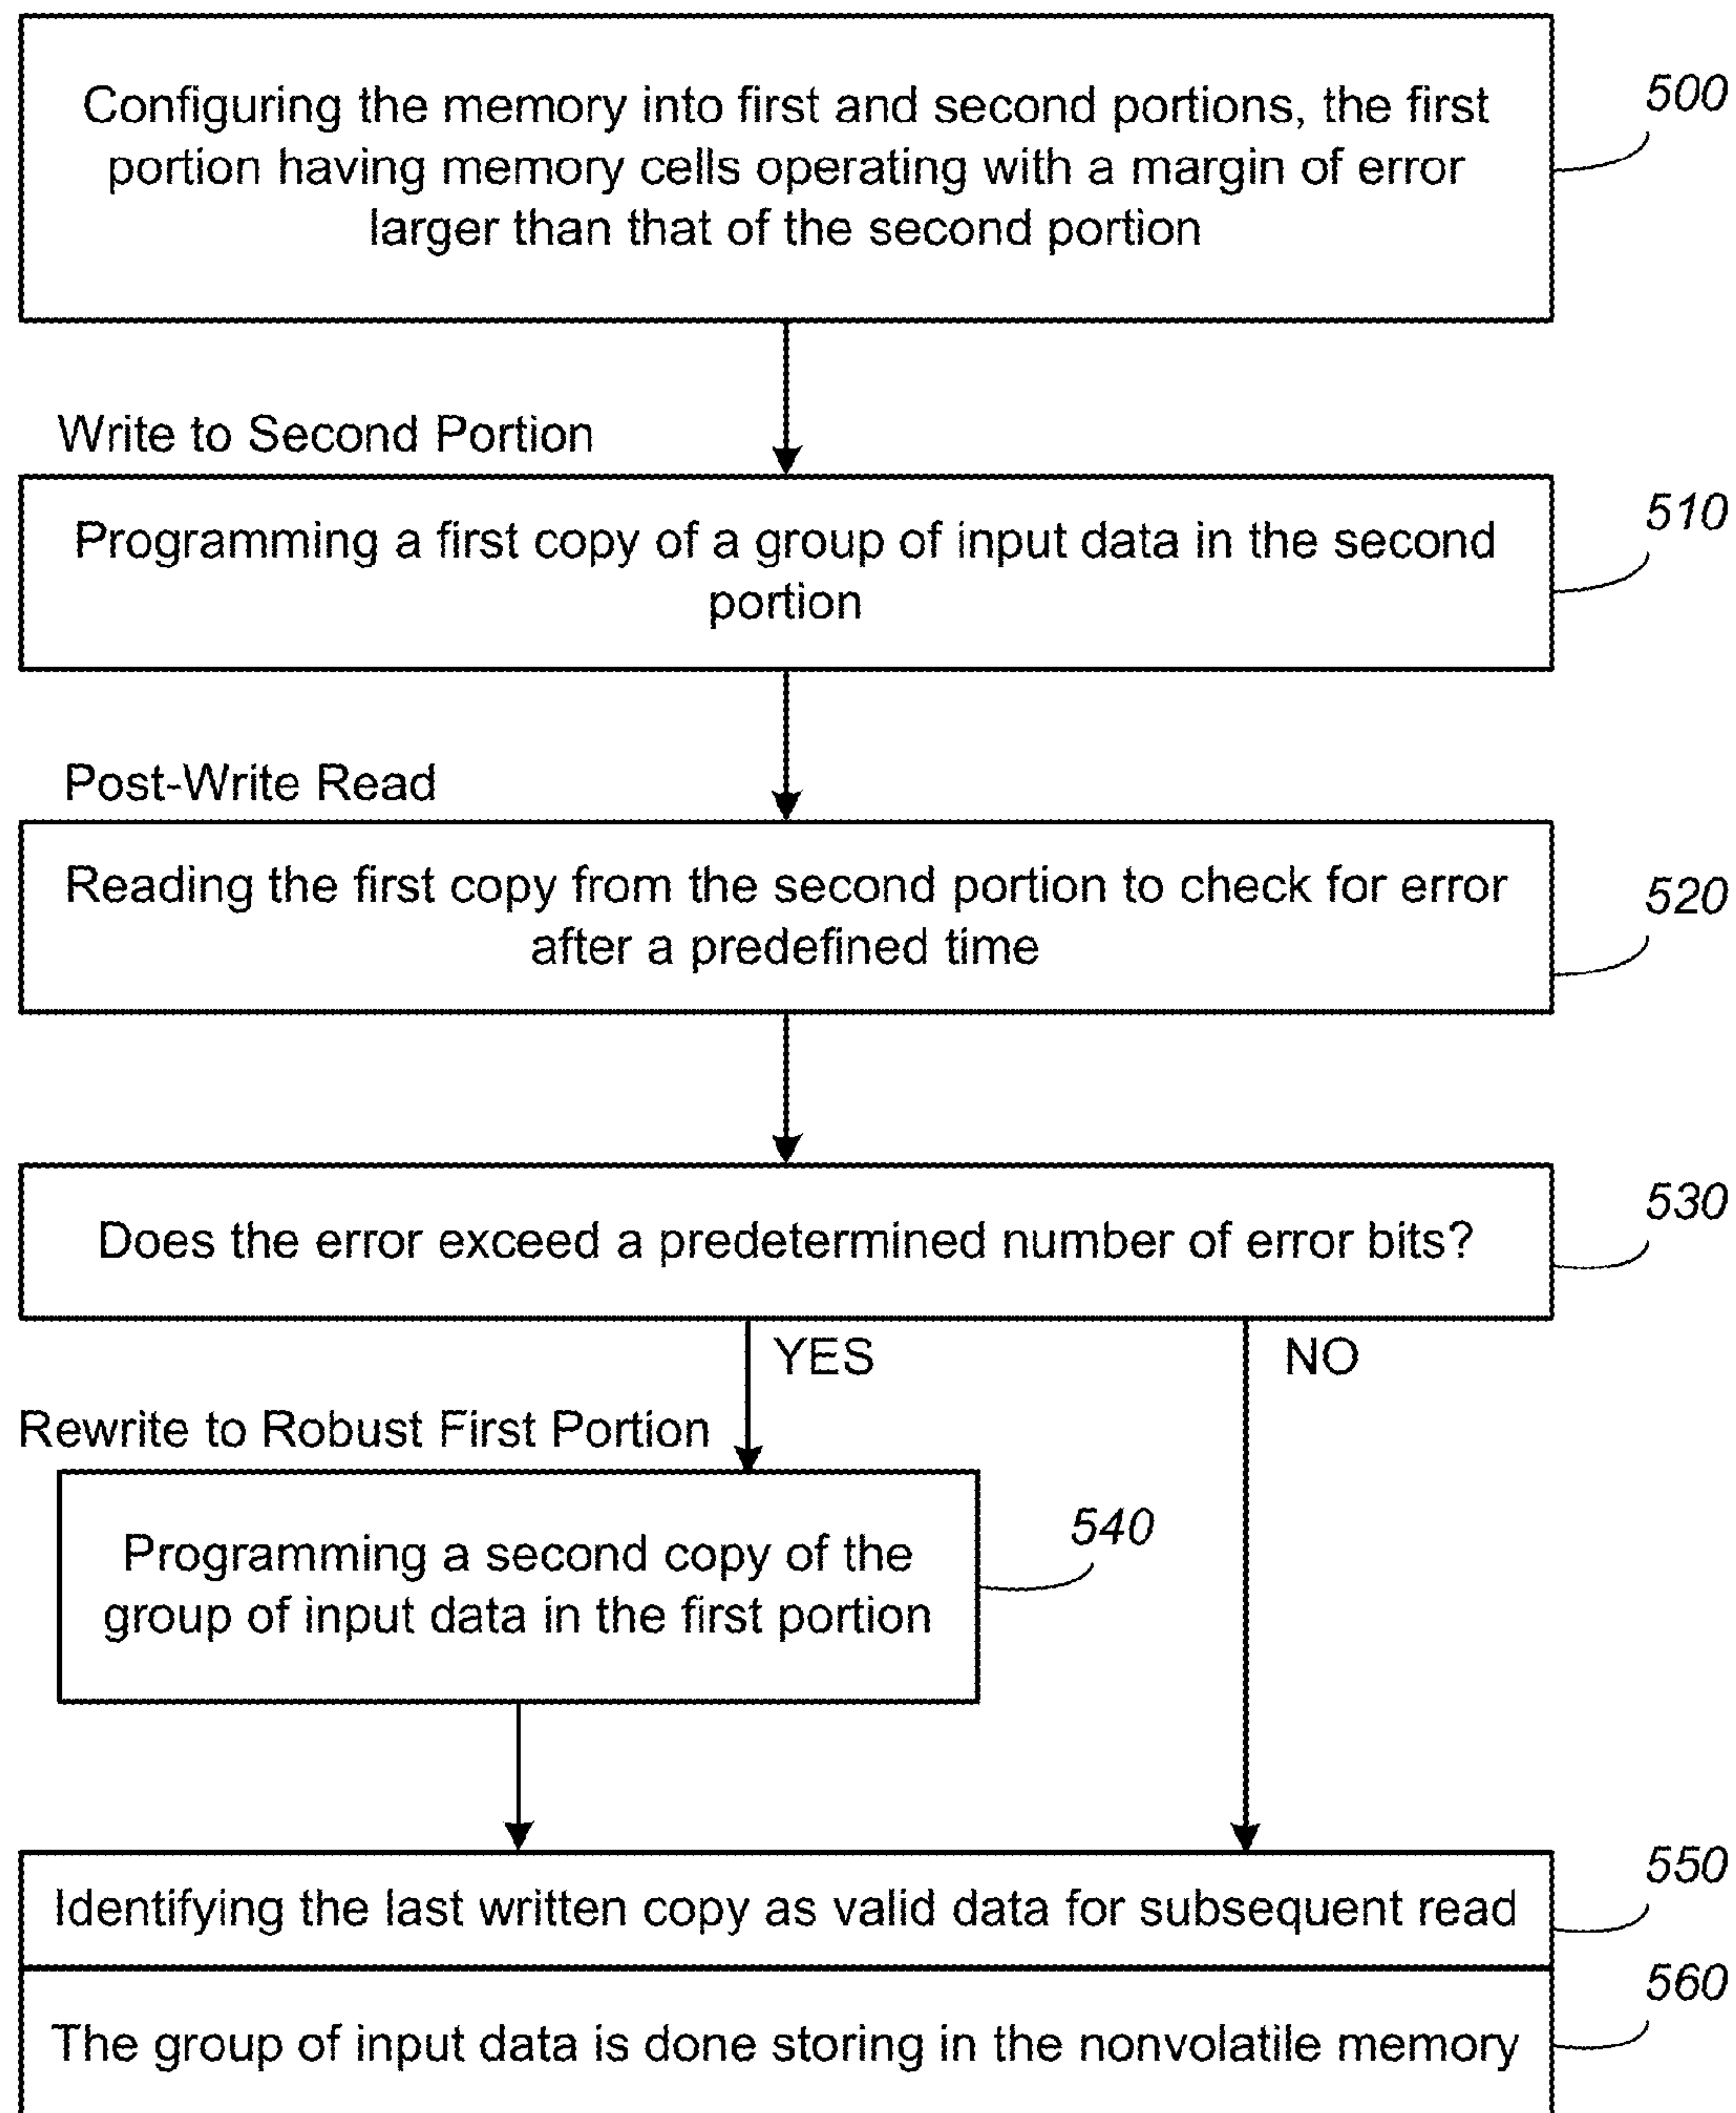 Configuring the memory into first and second portions, the first
portion having memory cells operating with a margin of error
larger than that of the second portion
500
Write to Second Portion
Programming a first copy of a group of input data in the second
portion
510
Post-Write Read
Reading the first copy from the second portion to check for error
after a predefined time
520
Does the error exceed a predetermined number of error bits?
530
YES
NO
Rewrite to Robust First Portion
Programming a second copy of the
group of input data in the first portion
540
Identifying the last written copy as valid data for subsequent read
550
The group of input data is done storing in the nonvolatile memory
560